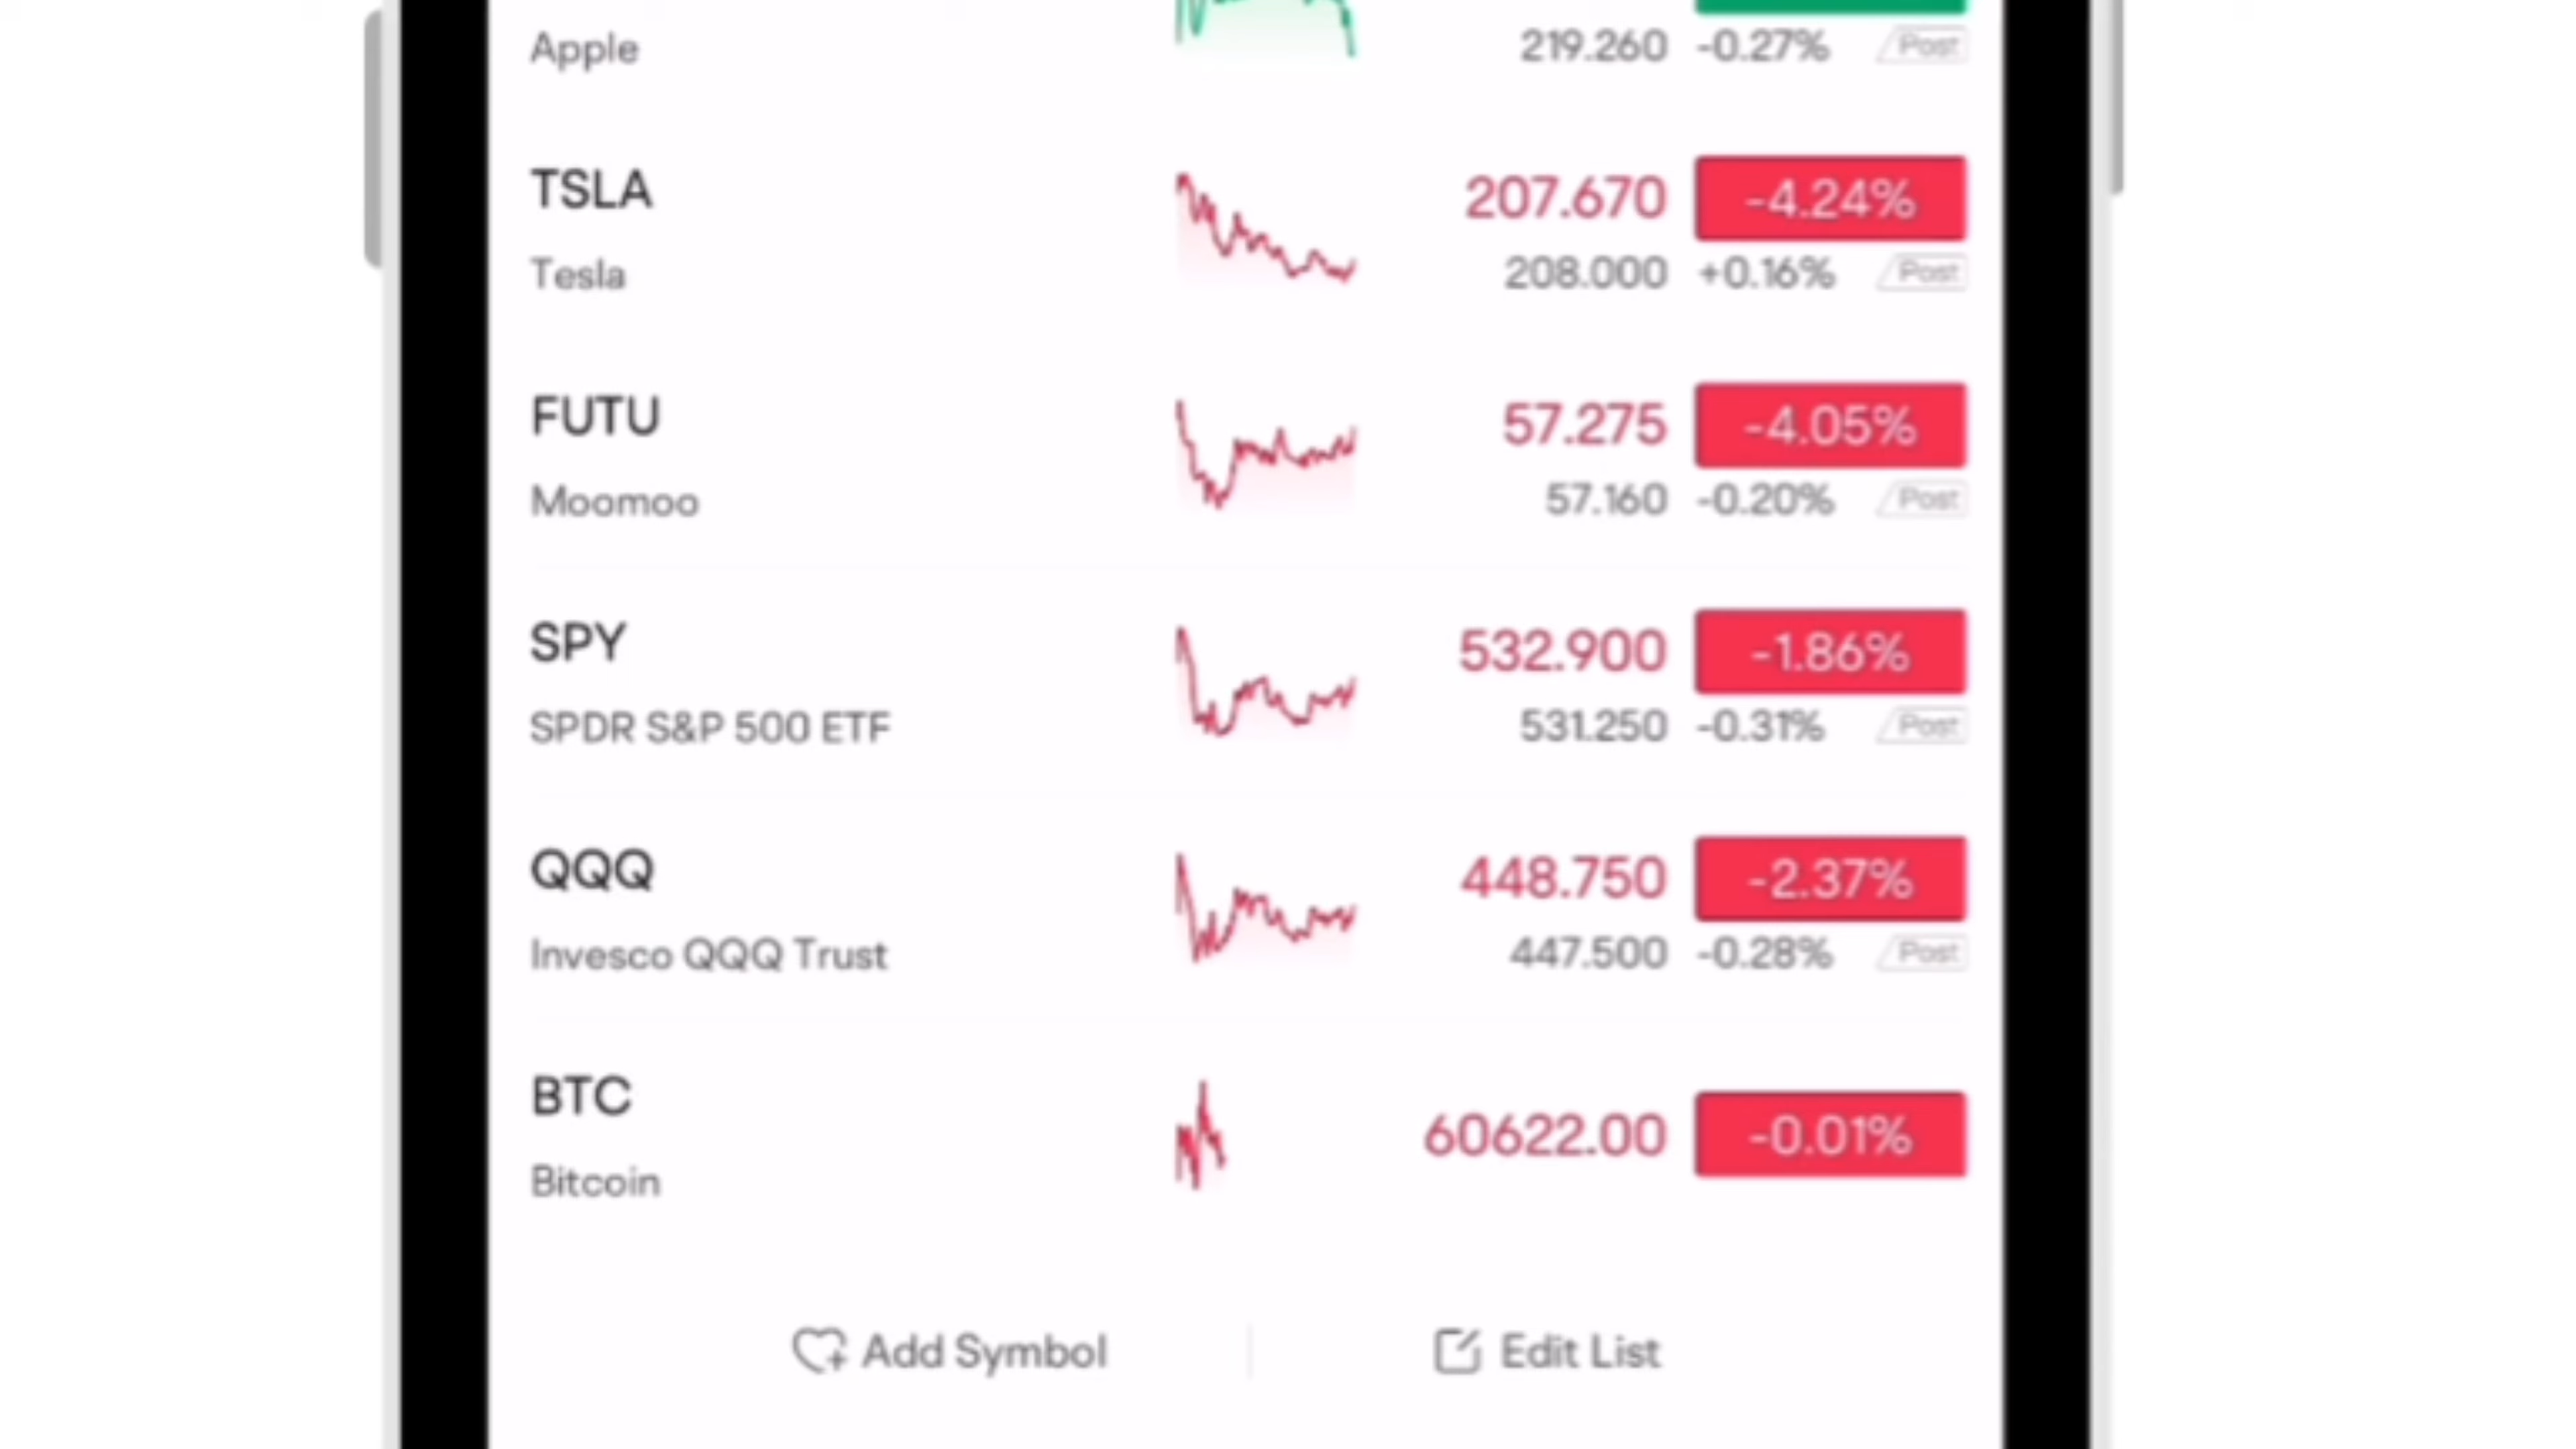 Apple 219.260 -0.27% Post
TSLA 207.670 -4.24%
Tesla 208.000 +0.16% Post
FUTU 57.275 -4.05%
Moomoo 57.160 -0.20% Post
SPY 532.900 -1.86%
SPDR S&P 500 ETF 531.250 -0.31% Post
QQQ 448.750 -2.37%
Invesco QQQ Trust 447.500 -0.28% Post
BTC 60622.00 -0.01%
Bitcoin
Add Symbol Edit List